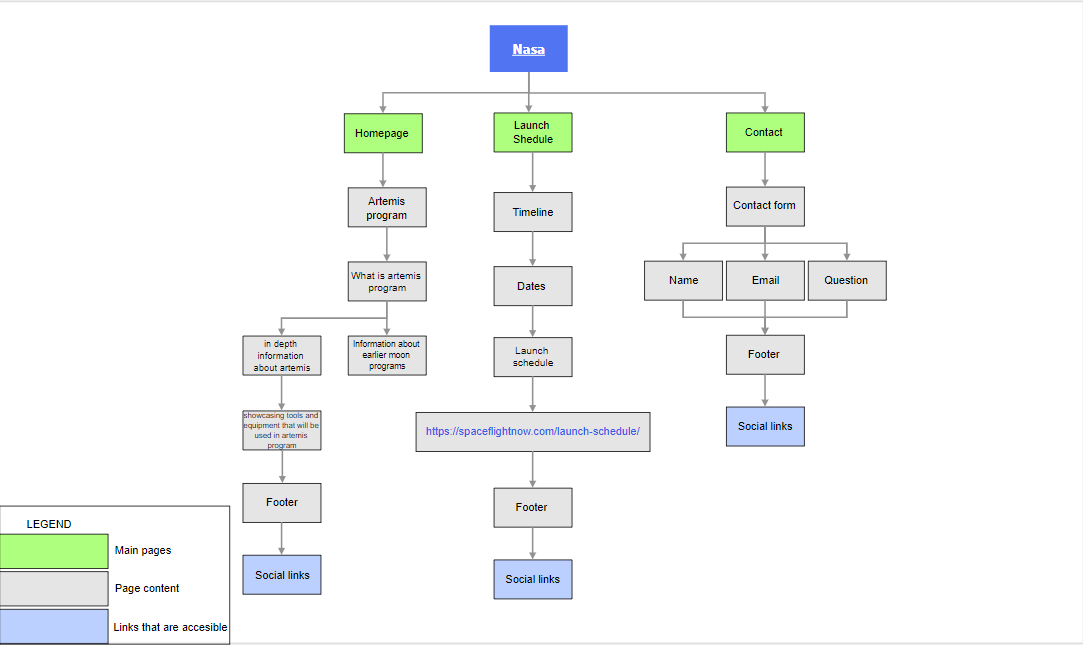 Nasa
Homepage
Launch
Shedule
Contact
Artemis
program
Timeline
Contact form
What is artemis
program
Dates
Name
Email
Question
in depth
information
about artemis
Information about
earlier moon
programs
Launch
schedule
Footer
showcasing tools and
equipment that will be
used in artemis
program
https://spaceflightnow.com/launch-schedule/
Social links
Footer
Footer
Social links
Social links
LEGEND
Main pages
Page content
Links that are accesible